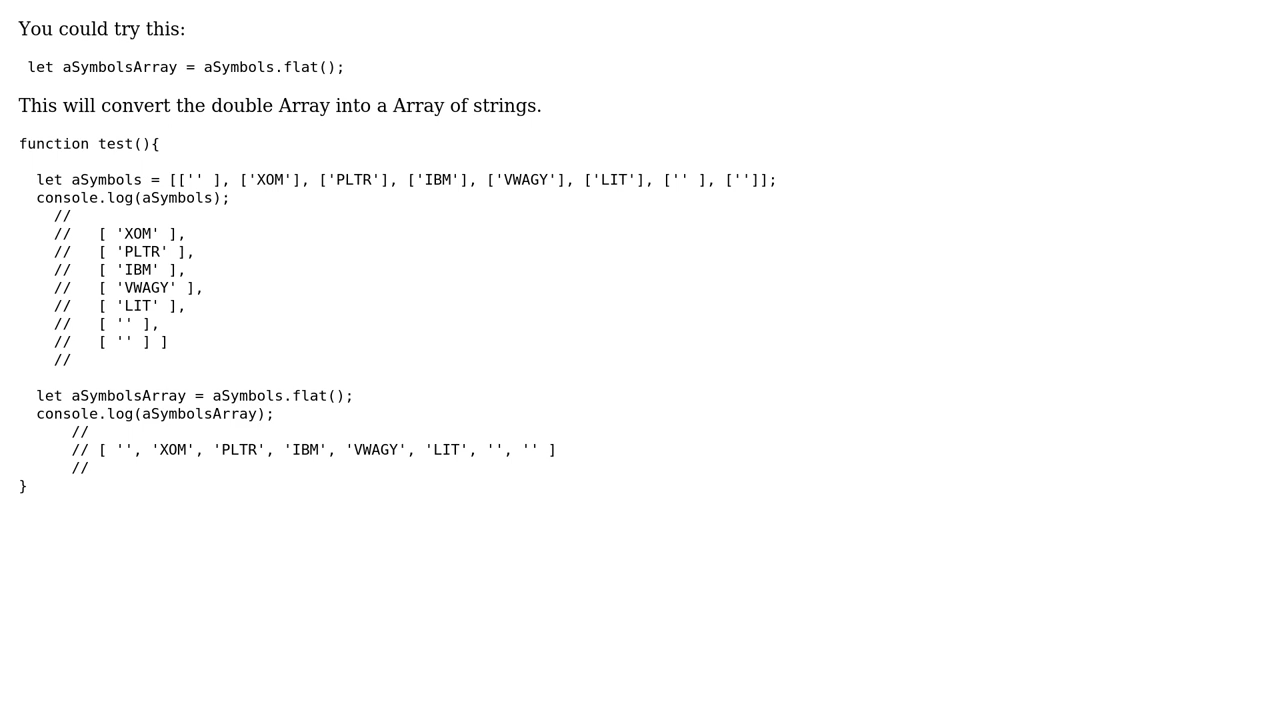 You could try this:
 let aSymbolsArray = aSymbols.flat();
This will convert the double Array into a Array of strings.
function test(){
  let aSymbols = [['' ], ['XOM'], ['PLTR'], ['IBM'], ['VWAGY'], ['LIT'], ['' ], ['']];
  console.log(aSymbols);
    //
    //   [ 'XOM' ],
    //   [ 'PLTR' ],
    //   [ 'IBM' ],
    //   [ 'VWAGY' ],
    //   [ 'LIT' ],
    //   [ '' ],
    //   [ '' ] ]
    //
  let aSymbolsArray = aSymbols.flat();
  console.log(aSymbolsArray);
      //
      // [ '', 'XOM', 'PLTR', 'IBM', 'VWAGY', 'LIT', '', '' ]
      //
}